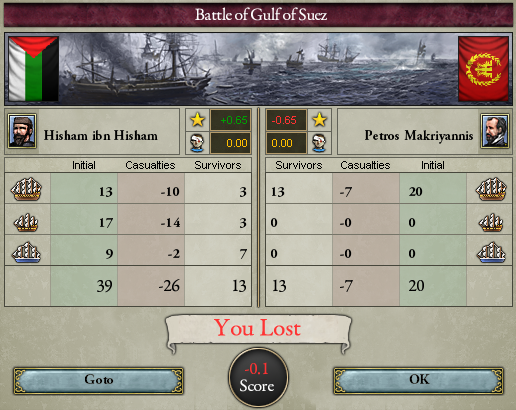 Battle of Gulf of Suez
Hisham ibn Hisham +0.65 0.00
-0.65 0.00 Petros Makriyannis
Initial Casualties Survivors Survivors Casualties Initial
13 -10 3 13 -7 20
17 -14 3 0 -0 0
9 -2 7 0 -0 0
39 -26 13 13 -7 20
You Lost
-0.1
Score
Goto
OK